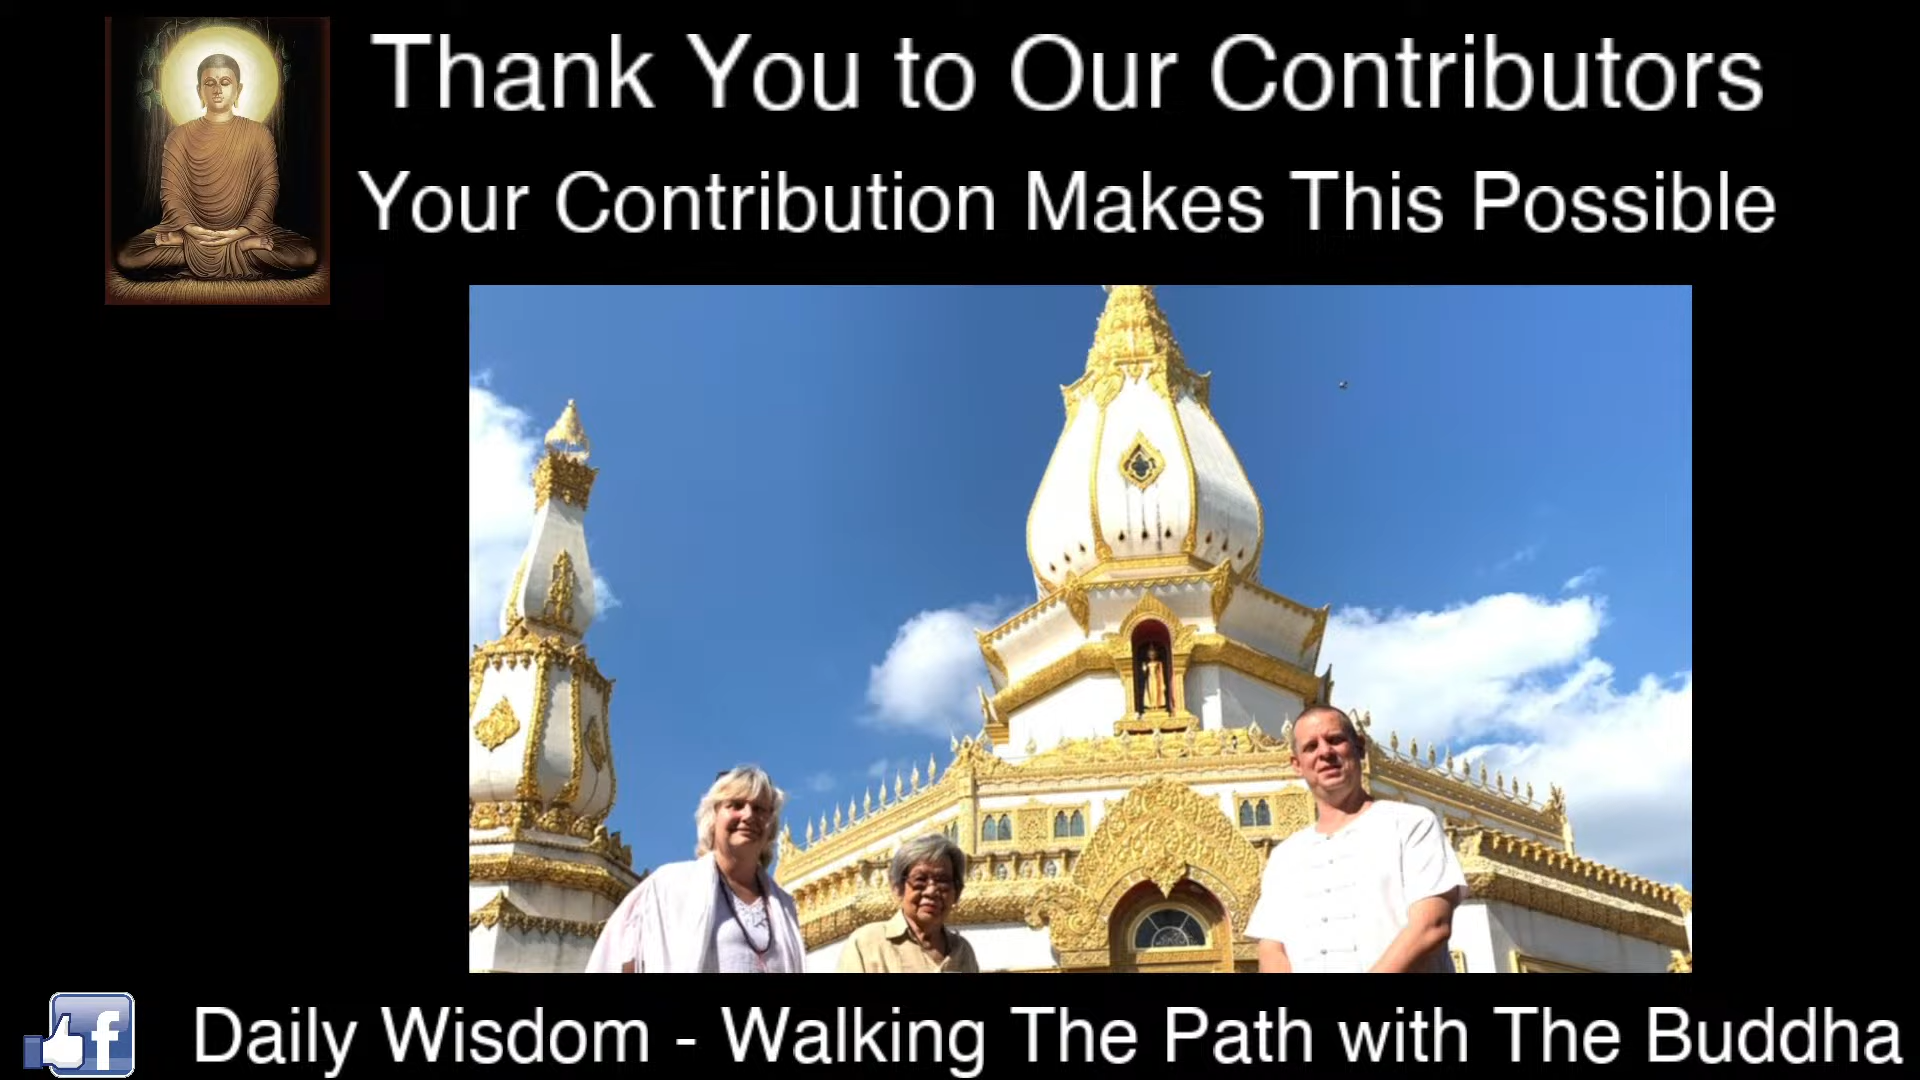 Thank You to Our Contributors
Your Contribution Makes This Possible
f
Daily Wisdom - Walking The Path with The Buddha